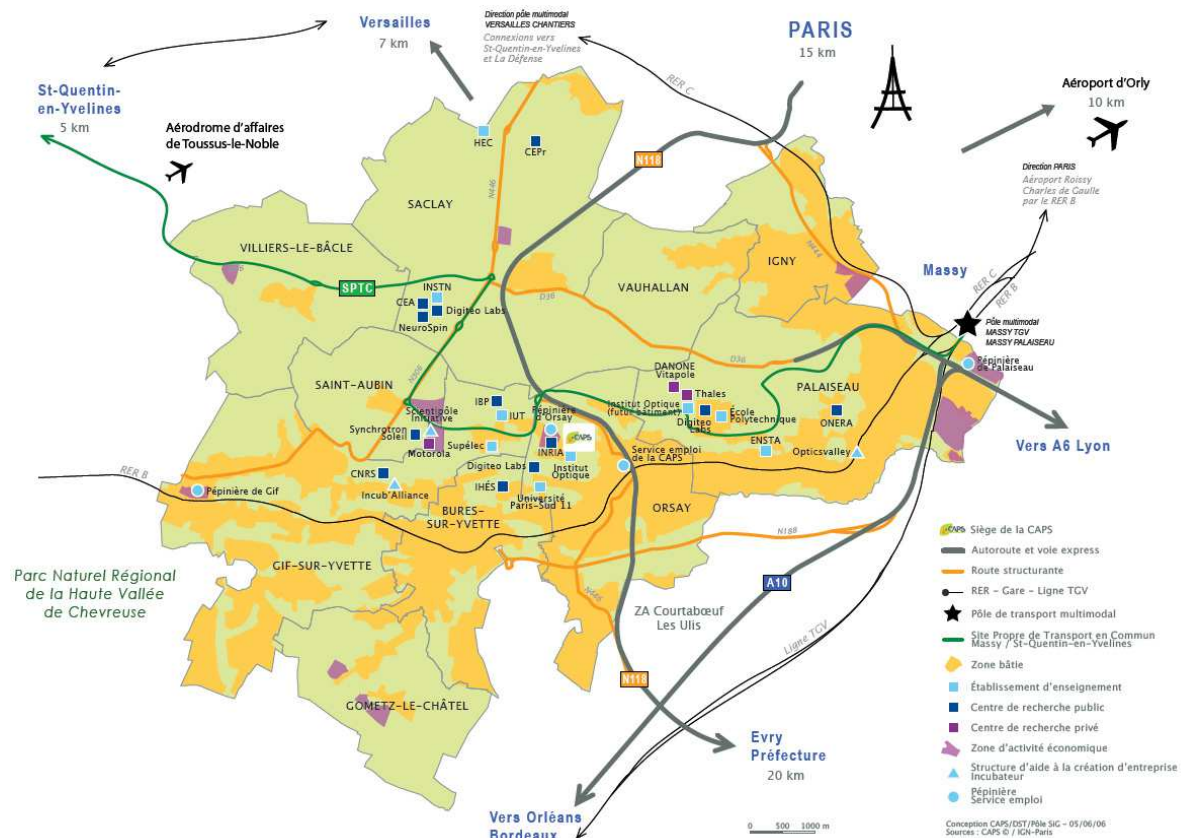 Versailles
7 km
Direction pôle multimodal
VERSAILLES CHANTIERS
Connexions vers
St-Quentin-en-Yvelines
et La Défense
PARIS
15 km
St-Quentin-
en-Yvelines
5 km
Aérodrome d'affaires
de Toussus-le-Noble
Aéroport d'Orly
10 km
RER C
HEC
CEPr
N118
Direction PARIS
Aéroport Roissy
Charles de Gaulle
par le RER B
N446
SACLAY
VILLIERS-LE-BÂCLE
IGNY
N444
Massy
RER C
RER B
VAUHALLAN
SPTC
INSTN
CEA
Digiteo Labs
NeuroSpin
D36
Pôle multimodal
MASSY TGV
MASSY PALAISEAU
D36
Pépinière
de Palaiseau
SAINT-AUBIN
N306
DANONE
Vitapole
Thales
PALAISEAU
Institut Optique
(futur bâtiment)
Digiteo
Labs
École
Polytechnique
ONERA
IBP
IUT
Scientipôle
Initiative
Pépinière
d'Orsay
CAPS
Synchrotron
Soleil
Motorola
Supélec
INRIA
Institut
Optique
Service emploi
de la CAPS
ENSTA
Opticsvalley
Vers A6 Lyon
RER B
Pépinière de Gif
CNRS
Incub'Alliance
Digiteo Labs
IHÉS
Université
Paris-Sud 11
BURES-
SUR-YVETTE
ORSAY
N188
GIF-SUR-YVETTE
Parc Naturel Régional
de la Haute Vallée
de Chevreuse
A10
N446
ZA Courtabœuf
Les Ulis
Ligne TGV
N118
GOMETZ-LE-CHÂTEL
Evry
Préfecture
20 km
Vers Orléans
Bordeaux
CAPS Siège de la CAPS
Autoroute et voie express
Route structurante
RER - Gare - Ligne TGV
Pôle de transport multimodal
Site Propre de Transport en Commun
Massy / St-Quentin-en-Yvelines
Zone bâtie
Établissement d'enseignement
Centre de recherche public
Centre de recherche privé
Zone d'activité économique
Structure d'aide à la création d'entreprise
Incubateur
Pépinière
Service emploi
0 500 1000 m
Conception CAPS/DST/Pôle SiG - 05/06/06
Sources : CAPS © / IGN-Paris